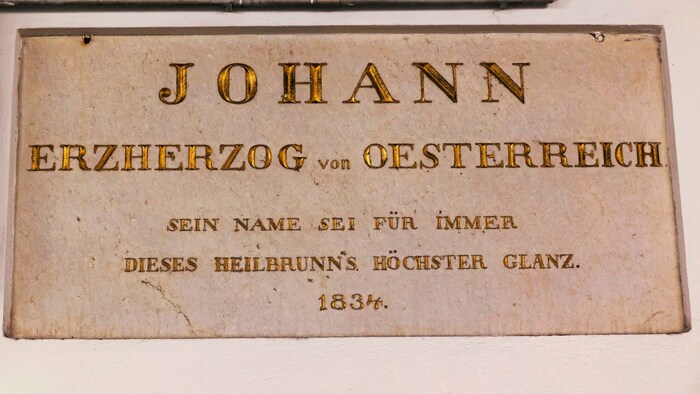 JOHANN
ERZHERZOG von OESTERREICH
SEIN NAME SEI FÜR IMMER
DIESES HEILBRUNN'S HÖCHSTER GLANZ.
1834.